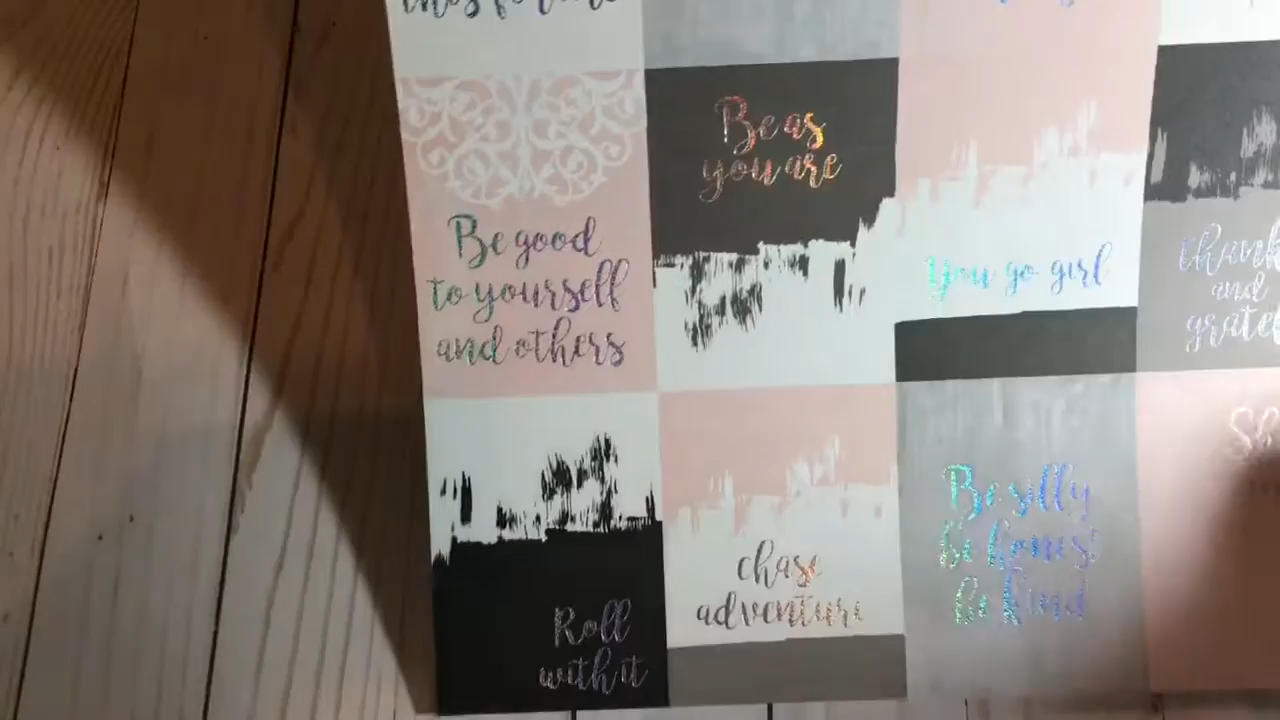 Be good
to yourself
and others
Be as
you are
You go girl
and
Roll
with it
chase
adventure
Be silly
be honest
be kind